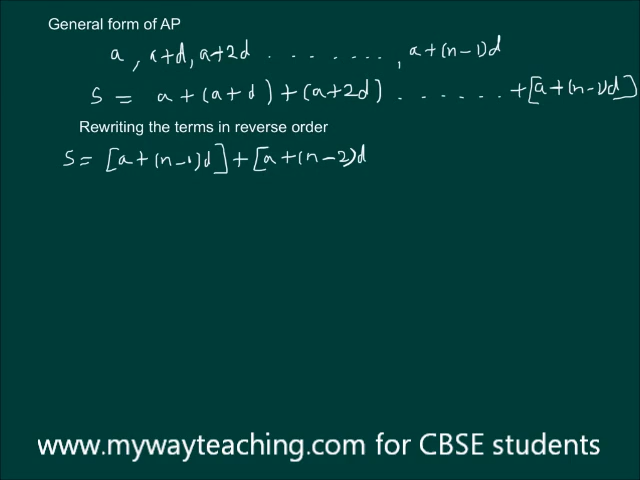 General form of AP
a, a+d, a+2d . . . . . . . ., a+(n-1)d
S = a + (a+d) + (a+2d) . . . . . . +[a+(n-1)d]
Rewriting the terms in reverse order
S= [a+(n-1)d] + [a+(n-2)d
www.mywayteaching.com for CBSE students